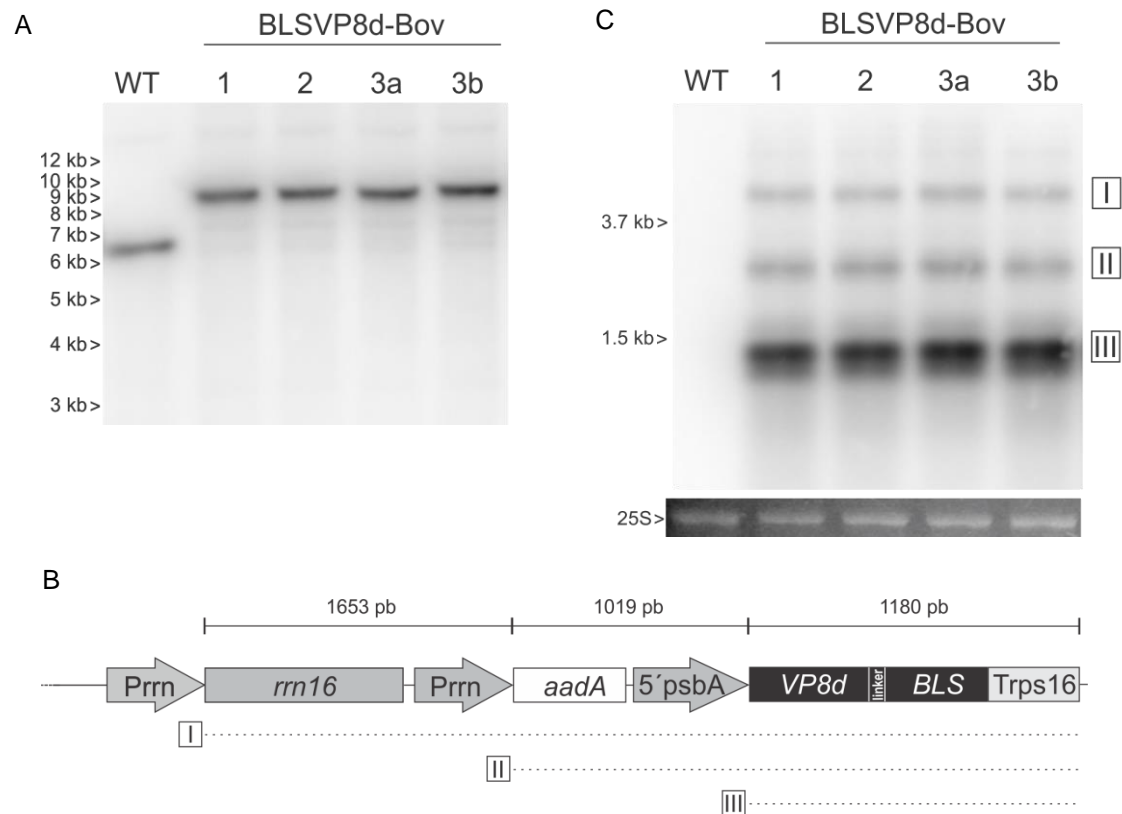 A
BLSVP8d-Bov
WT 1 2 3a 3b
12 kb>
10 kb>
9 kb>
8 kb>
7 kb>
6 kb>
5 kb>
4 kb>
3 kb>
C
BLSVP8d-Bov
WT 1 2 3a 3b
I
3.7 kb>
II
1.5 kb>
III
25S>
B
1653 pb 1019 pb 1180 pb
Prrn rrn16 Prrn aadA 5´psbA VP8d linker BLS Trps16
I
II
III